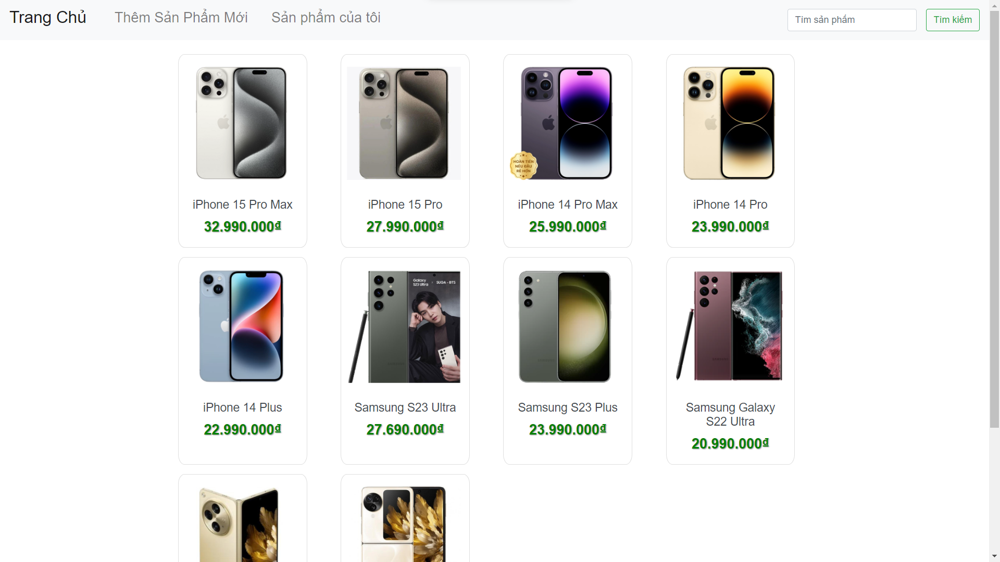 Trang Chủ
Thêm Sản Phẩm Mới
Sản phẩm của tôi
Tìm sản phẩm
Tìm kiếm
HOÀN TIỀN
NẾU ĐÂU
RẺ HƠN
iPhone 15 Pro Max
32.990.000₫
iPhone 15 Pro
27.990.000₫
iPhone 14 Pro Max
25.990.000₫
iPhone 14 Pro
23.990.000₫
Galaxy
S23 Ultra
SUGA - BTS
SAMSUNG
SAMSUNG
iPhone 14 Plus
22.990.000₫
Samsung S23 Ultra
27.690.000₫
Samsung S23 Plus
23.990.000₫
Samsung Galaxy
S22 Ultra
20.990.000₫